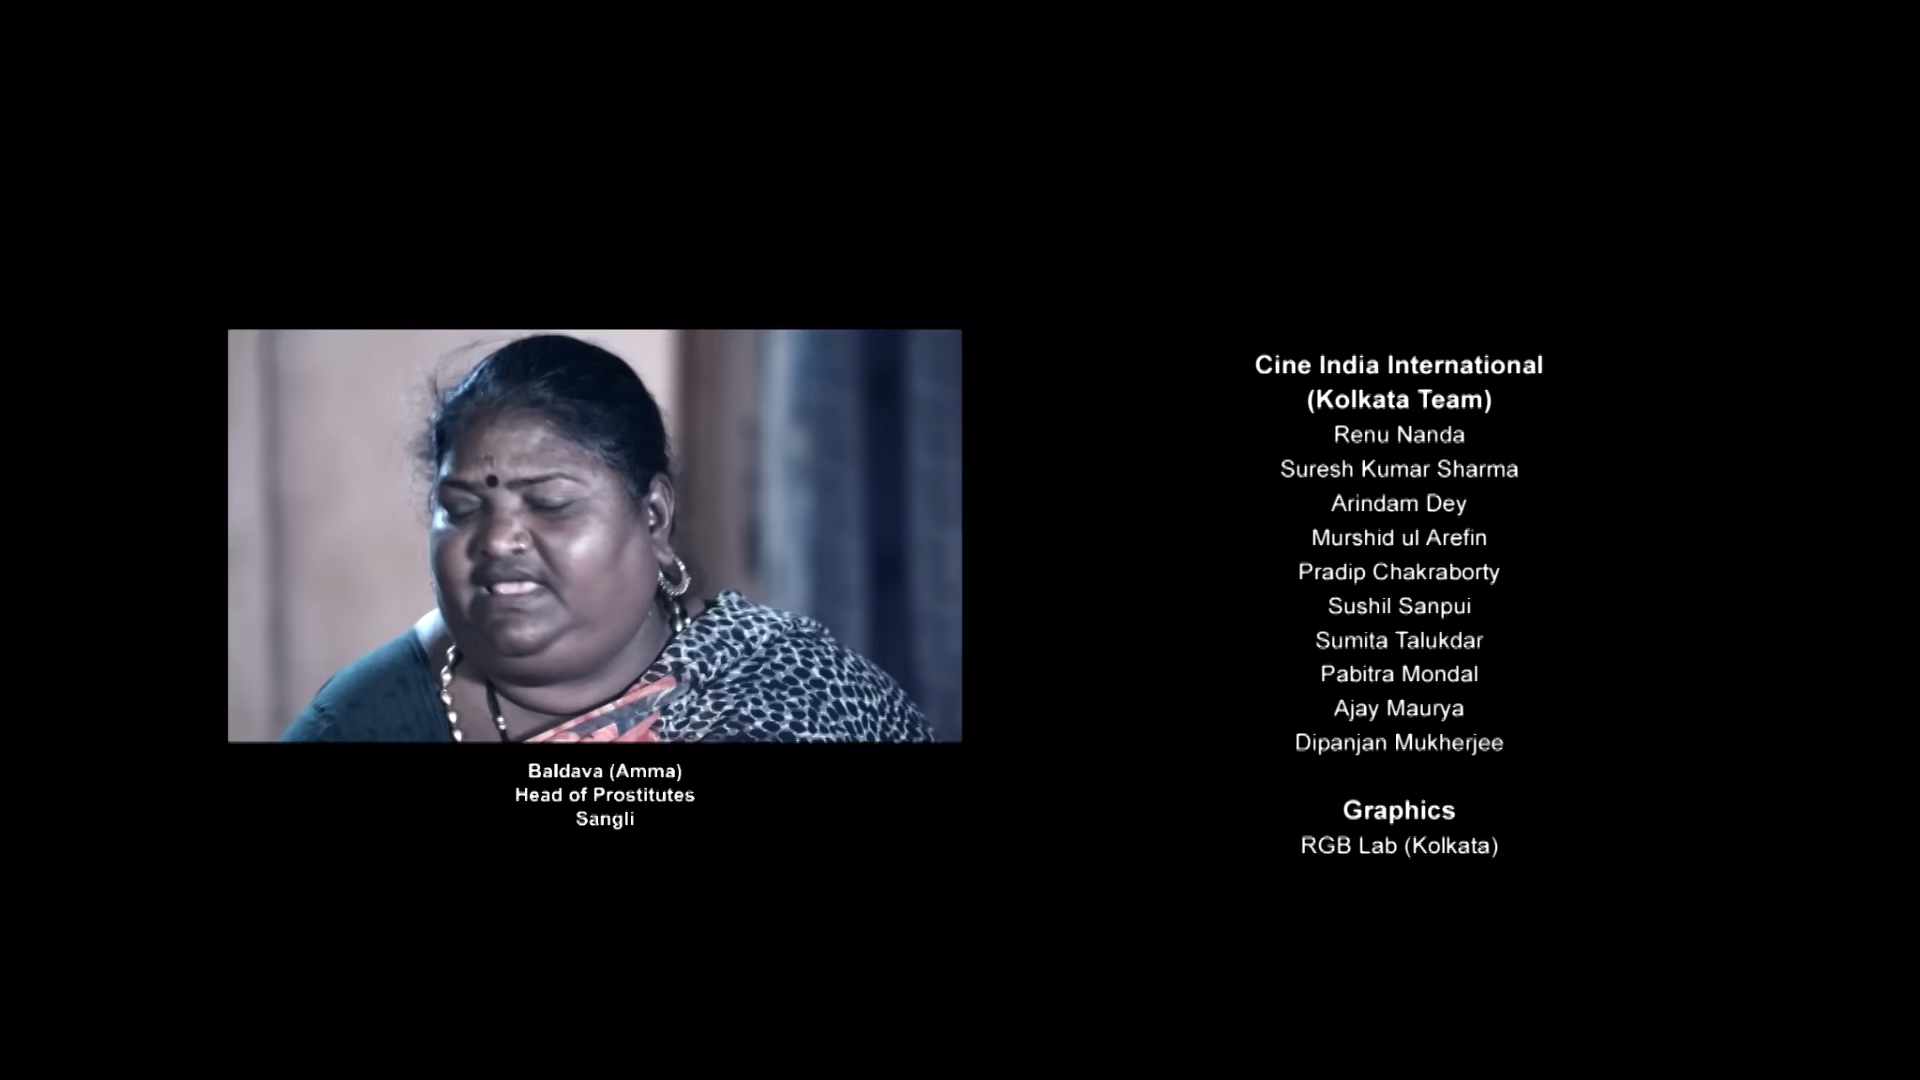 Baldava (Amma)
Head of Prostitutes
Sangli
Cine India International
(Kolkata Team)
Renu Nanda
Suresh Kumar Sharma
Arindam Dey
Murshid ul Arefin
Pradip Chakraborty
Sushil Sanpui
Sumita Talukdar
Pabitra Mondal
Ajay Maurya
Dipanjan Mukherjee
Graphics
RGB Lab (Kolkata)